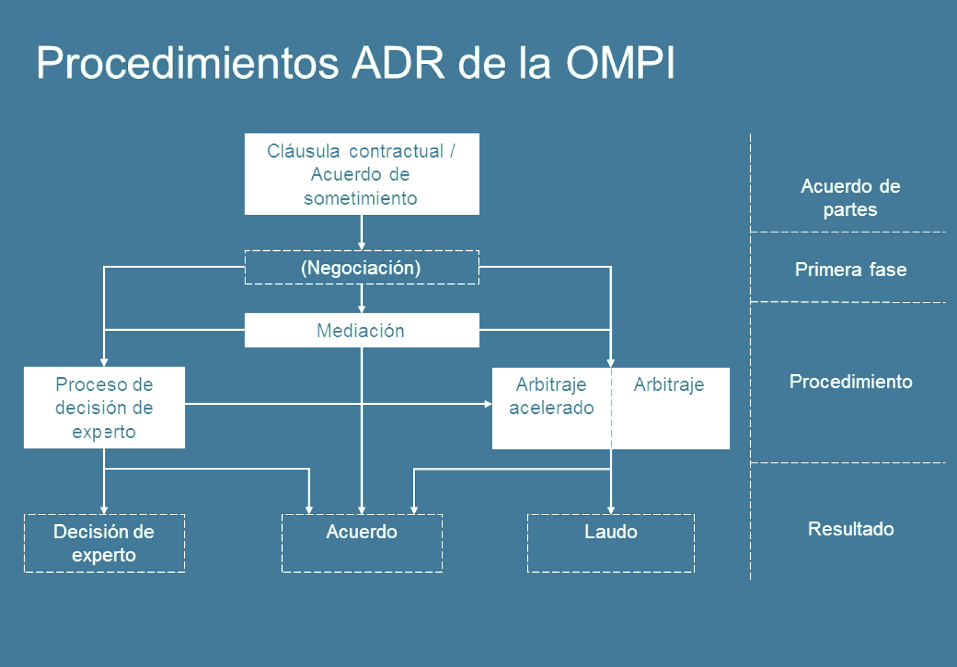 Procedimientos ADR de la OMPI
Cláusula contractual /
Acuerdo de
sometimiento
Acuerdo de
partes
(Negociación)
Primera fase
Mediación
Proceso de
decisión de
experto
Arbitraje
acelerado
Arbitraje
Procedimiento
Decisión de
experto
Acuerdo
Laudo
Resultado